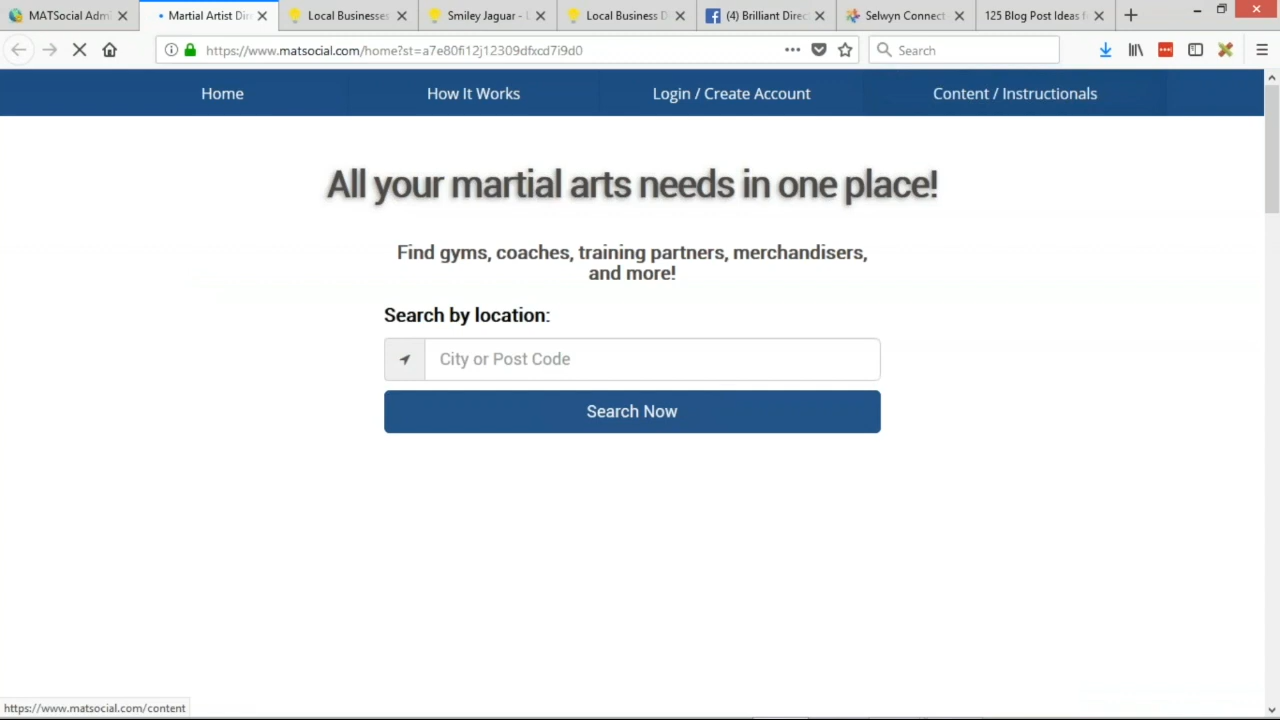 MATSocial Admi
Martial Artist Dir
Local Businesses
Smiley Jaguar - L
Local Business D
(4) Brilliant Direc
Selwyn Connect
125 Blog Post Ideas f
https://www.matsocial.com/home?st=a7e80fi12j12309dfxcd7i9d0
Search
Home
How It Works
Login / Create Account
Content / Instructionals
All your martial arts needs in one place!
Find gyms, coaches, training partners, merchandisers,
and more!
Search by location:
City or Post Code
Search Now
https://www.matsocial.com/content